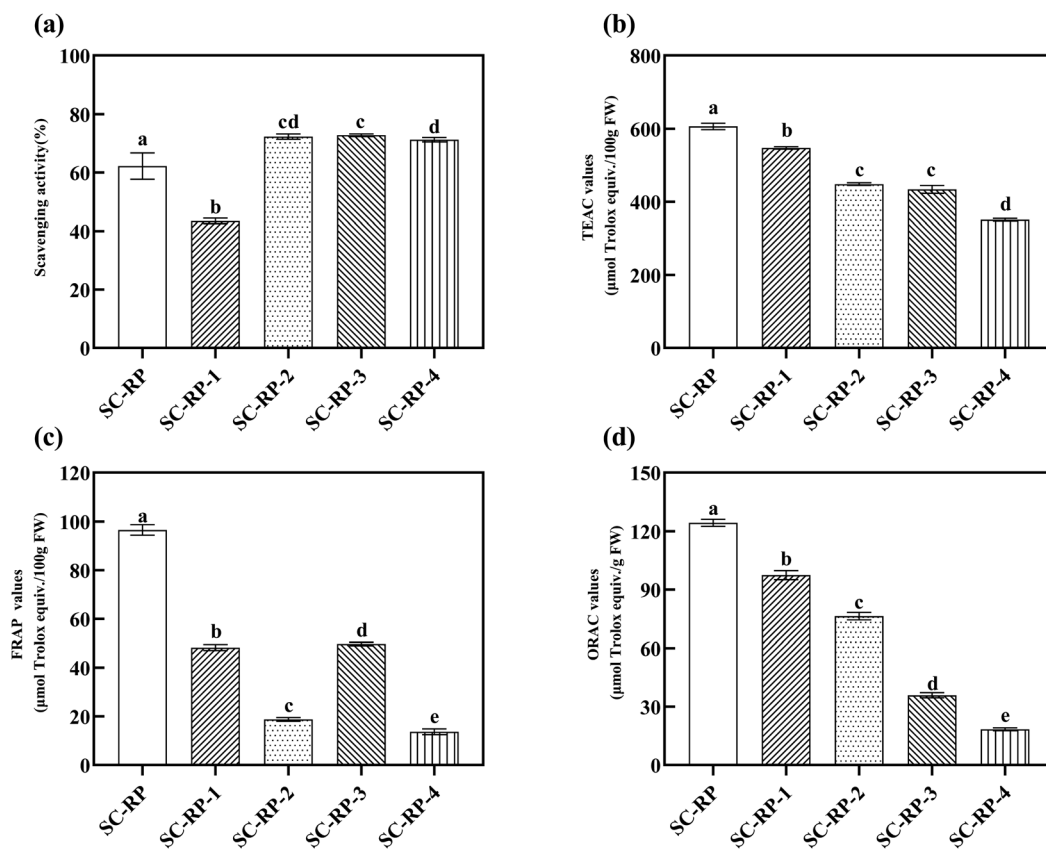 (a)
Scavenging activity(%)
100
80
60
40
20
0
a
b
cd
c
d
SC-RP
SC-RP-1
SC-RP-2
SC-RP-3
SC-RP-4
(b)
TEAC values
(μmol Trolox equiv./100g FW)
800
600
400
200
0
a
b
c
c
d
SC-RP
SC-RP-1
SC-RP-2
SC-RP-3
SC-RP-4
(c)
FRAP values
(μmol Trolox equiv./100g FW)
120
100
80
60
40
20
0
a
b
c
d
e
SC-RP
SC-RP-1
SC-RP-2
SC-RP-3
SC-RP-4
(d)
ORAC values
(μmol Trolox equiv./g FW)
150
120
90
60
30
0
a
b
c
d
e
SC-RP
SC-RP-1
SC-RP-2
SC-RP-3
SC-RP-4